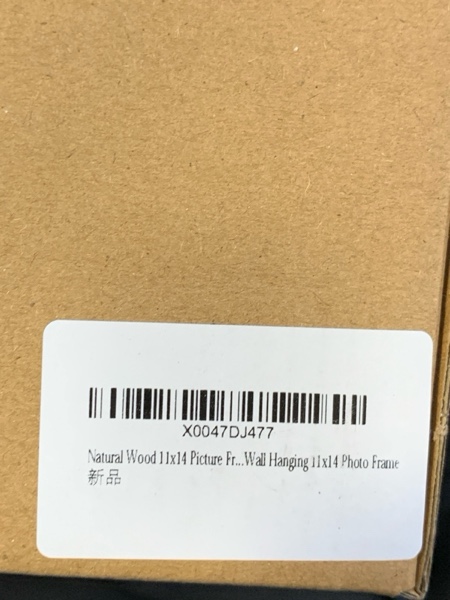 X0047DJ477
Natural Wood 11x14 Picture Fr...Wall Hanging 11x14 Photo Frame
新品